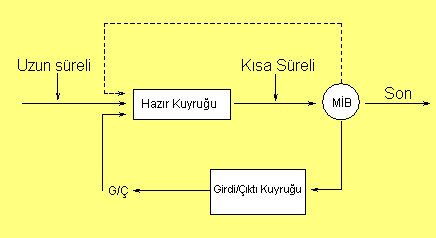 Uzun süreli
Kısa Süreli
Hazır Kuyruğu
MİB
Son
G/Ç
Girdi/Çıktı Kuyruğu